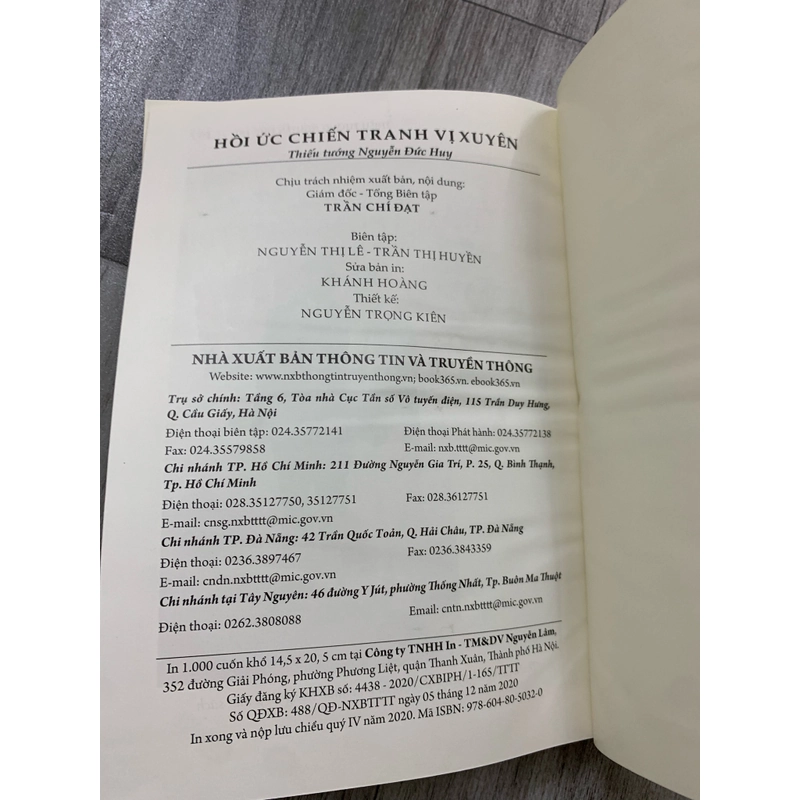 HỒI ỨC CHIẾN TRANH VỊ XUYÊN
Thiếu tướng Nguyễn Đức Huy
Chịu trách nhiệm xuất bản, nội dung:
Giám đốc - Tổng Biên tập
TRẦN CHÍ ĐẠT
Biên tập:
NGUYỄN THỊ LÊ - TRẦN THỊ HUYỀN
Sửa bản in:
KHÁNH HOÀNG
Thiết kế:
NGUYỄN TRỌNG KIÊN
NHÀ XUẤT BẢN THÔNG TIN VÀ TRUYỀN THÔNG
Website: www.nxbthongtintruyenthong.vn; book365.vn. ebook365.vn
Trụ sở chính: Tầng 6, Tòa nhà Cục Tần số Vô tuyến điện, 115 Trần Duy Hưng,
Q. Cầu Giấy, Hà Nội
Điện thoại biên tập: 024.35772141 Điện thoại Phát hành: 024.35772138
Fax: 024.35579858 E-mail: nxb.tttt@mic.gov.vn
Chi nhánh TP. Hồ Chí Minh: 211 Đường Nguyễn Gia Trí, P. 25, Q. Bình Thạnh,
Tp. Hồ Chí Minh
Điện thoại: 028.35127750, 35127751 Fax: 028.36127751
E-mail: cnsg.nxbtttt@mic.gov.vn
Chi nhánh TP. Đà Nẵng: 42 Trần Quốc Toản, Q. Hải Châu, TP. Đà Nẵng
Điện thoại: 0236.3897467 Fax: 0236.3843359
E-mail: cndn.nxbtttt@mic.gov.vn
Chi nhánh tại Tây Nguyên: 46 đường Y Jút, phường Thống Nhất, Tp. Buôn Ma Thuột
Điện thoại: 0262.3808088 Email: cntn.nxbtttt@mic.gov.vn
In 1.000 cuốn khổ 14,5 x 20, 5 cm tại Công ty TNHH In - TM&DV Nguyên Lâm,
352 đường Giải Phóng, phường Phương Liệt, quận Thanh Xuân, Thành phố Hà Nội.
Giấy đăng ký KHXB số: 4438 - 2020/CXBIPH/1-165/TTTT
Số QĐXB: 488/QĐ-NXBTTTT ngày 05 tháng 12 năm 2020
In xong và nộp lưu chiểu quý IV năm 2020. Mã ISBN: 978-604-80-5032-0